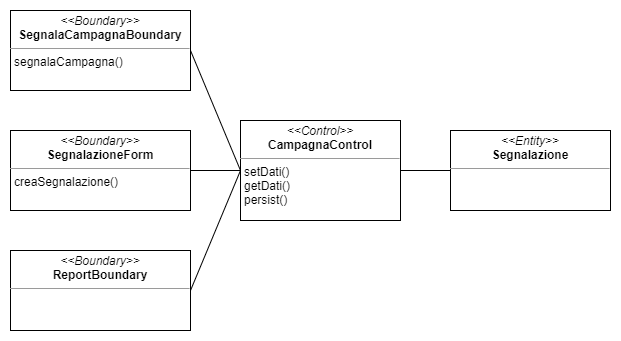 <<Boundary>>
SegnalaCampagnaBoundary
segnalaCampagna()
<<Boundary>>
SegnalazioneForm
creaSegnalazione()
<<Boundary>>
ReportBoundary
<<Control>>
CampagnaControl
setDati()
getDati()
persist()
<<Entity>>
Segnalazione